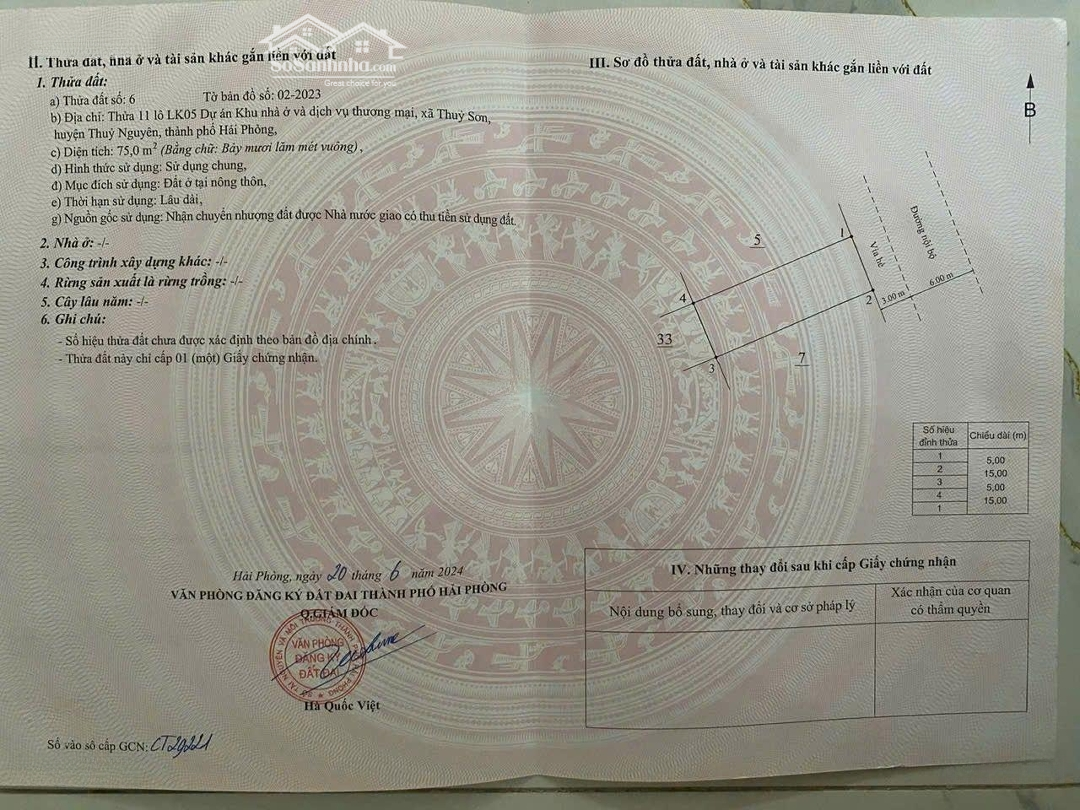 SoSanhnha.com
Great choice for you
II. Thửa đất, nhà ở và tài sản khác gắn liền với đất
1. Thửa đất:
a) Thửa đất số: 6 Tờ bản đồ số: 02-2023
b) Địa chỉ: Thửa 11 lô LK05 Dự án Khu nhà ở và dịch vụ thương mại, xã Thuỷ Sơn,
huyện Thuỷ Nguyên, thành phố Hải Phòng,
c) Diện tích: 75,0 m² (Bằng chữ: Bảy mươi lăm mét vuông),
d) Hình thức sử dụng: Sử dụng chung,
đ) Mục đích sử dụng: Đất ở tại nông thôn,
e) Thời hạn sử dụng: Lâu dài,
g) Nguồn gốc sử dụng: Nhận chuyển nhượng đất được Nhà nước giao có thu tiền sử dụng đất.
2. Nhà ở: -/-
3. Công trình xây dựng khác: -/-
4. Rừng sản xuất là rừng trồng: -/-
5. Cây lâu năm: -/-
6. Ghi chú:
- Số hiệu thửa đất chưa được xác định theo bản đồ địa chính.
- Thửa đất này chỉ cấp 01 (một) Giấy chứng nhận.
Hải Phòng, ngày 20 tháng 6 năm 2024
VĂN PHÒNG ĐĂNG KÝ ĐẤT ĐAI THÀNH PHỐ HẢI PHÒNG
Q.GIÁM ĐỐC
VĂN PHÒNG
ĐĂNG KÝ
ĐẤT ĐAI
Hà Quốc Việt
Số vào sổ cấp GCN: CT29221
III. Sơ đồ thửa đất, nhà ở và tài sản khác gắn liền với đất
B
5
1
Vỉa hè
Đường nội bộ
4
2
3.00 m
6.00 m
33
3
7
Số hiệu
đỉnh thửa
Chiều dài (m)
1
5,00
2
15,00
3
5,00
4
15,00
1
IV. Những thay đổi sau khi cấp Giấy chứng nhận
Nội dung bổ sung, thay đổi và cơ sở pháp lý
Xác nhận của cơ quan
có thẩm quyền